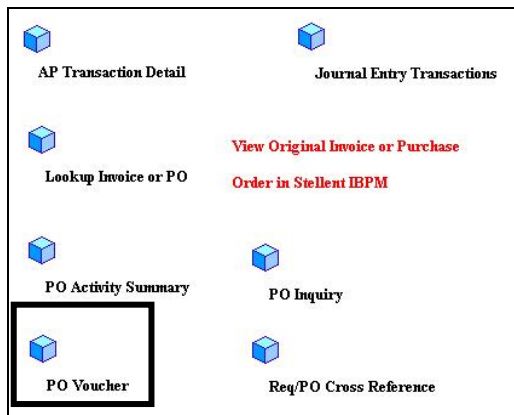 AP Transaction Detail
Journal Entry Transactions
Lookup Invoice or PO
View Original Invoice or Purchase
Order in Stellent IBPM
PO Activity Summary
PO Inquiry
PO Voucher
Req/PO Cross Reference